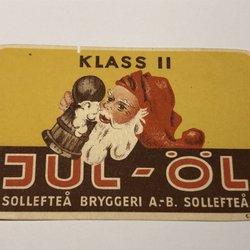 KLASS II
JUL-ÖL
SOLLEFTEÅ BRYGGERI A.-B. SOLLEFTEÅ